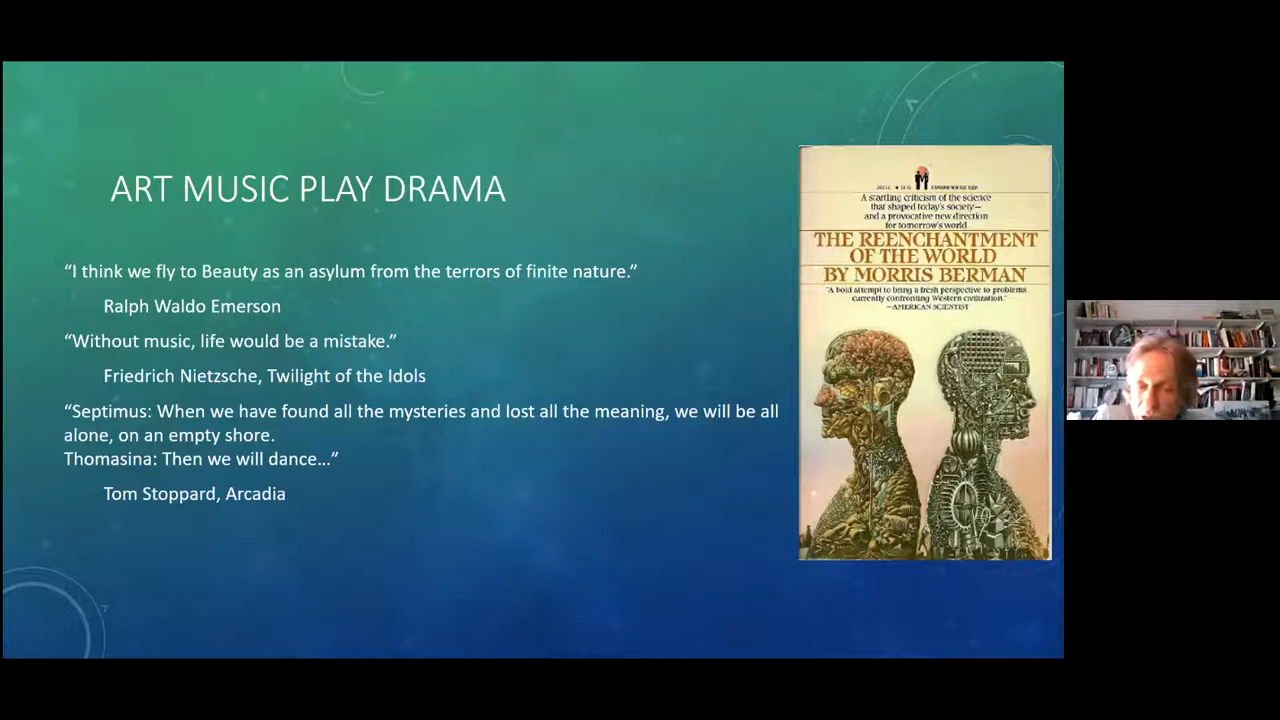 ART MUSIC PLAY DRAMA
“I think we fly to Beauty as an asylum from the terrors of finite nature.”
Ralph Waldo Emerson
“Without music, life would be a mistake.”
Friedrich Nietzsche, Twilight of the Idols
“Septimus: When we have found all the mysteries and lost all the meaning, we will be all
alone, on an empty shore.
Thomasina: Then we will dance…”
Tom Stoppard, Arcadia
A startling criticism of the science
that shaped today's society—
and a provocative new direction
for tomorrow's world.
THE REENCHANTMENT
OF THE WORLD
BY MORRIS BERMAN
"A bold attempt to bring a fresh perspective to problems
currently confronting Western civilization."
—AMERICAN SCIENTIST